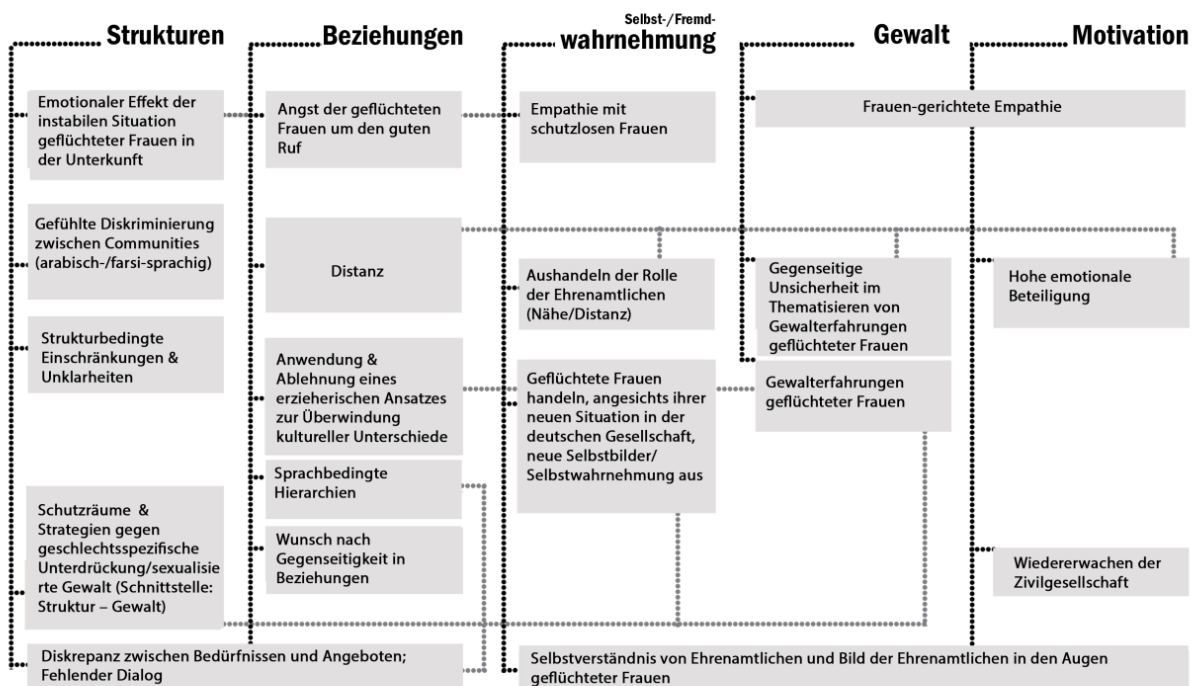 Strukturen
Emotionaler Effekt der
instabilen Situation
geflüchteter Frauen in
der Unterkunft
Gefühlte Diskriminierung
zwischen Communities
(arabisch-/farsi-sprachig)
Strukturbedingte
Einschränkungen &
Unklarheiten
Schutzräume &
Strategien gegen
geschlechtsspezifische
Unterdrückung/sexualisie
rte Gewalt (Schnittstelle:
Struktur – Gewalt)
Diskrepanz zwischen Bedürfnissen und Angeboten;
Fehlender Dialog
Beziehungen
Angst der geflüchteten
Frauen um den guten
Ruf
Distanz
Anwendung &
Ablehnung eines
erzieherischen Ansatzes
zur Überwindung
kultureller Unterschiede
Sprachbedingte
Hierarchien
Wunsch nach
Gegenseitigkeit in
Beziehungen
Selbst-/Fremd-
wahrnehmung
Empathie mit
schutzlosen Frauen
Aushandeln der Rolle
der Ehrenamtlichen
(Nähe/Distanz)
Geflüchtete Frauen
handeln, angesichts ihrer
neuen Situation in der
deutschen Gesellschaft,
neue Selbstbilder/
Selbstwahrnehmung aus
Selbstverständnis von Ehrenamtlichen und Bild der Ehrenamtlichen in den Augen
geflüchteter Frauen
Gewalt
Frauen-gerichtete Empathie
Gegenseitige
Unsicherheit im
Thematisieren von
Gewalterfahrungen
geflüchteter Frauen
Gewalterfahrungen
geflüchteter Frauen
Motivation
Hohe emotionale
Beteiligung
Wiedererwachen der
Zivilgesellschaft